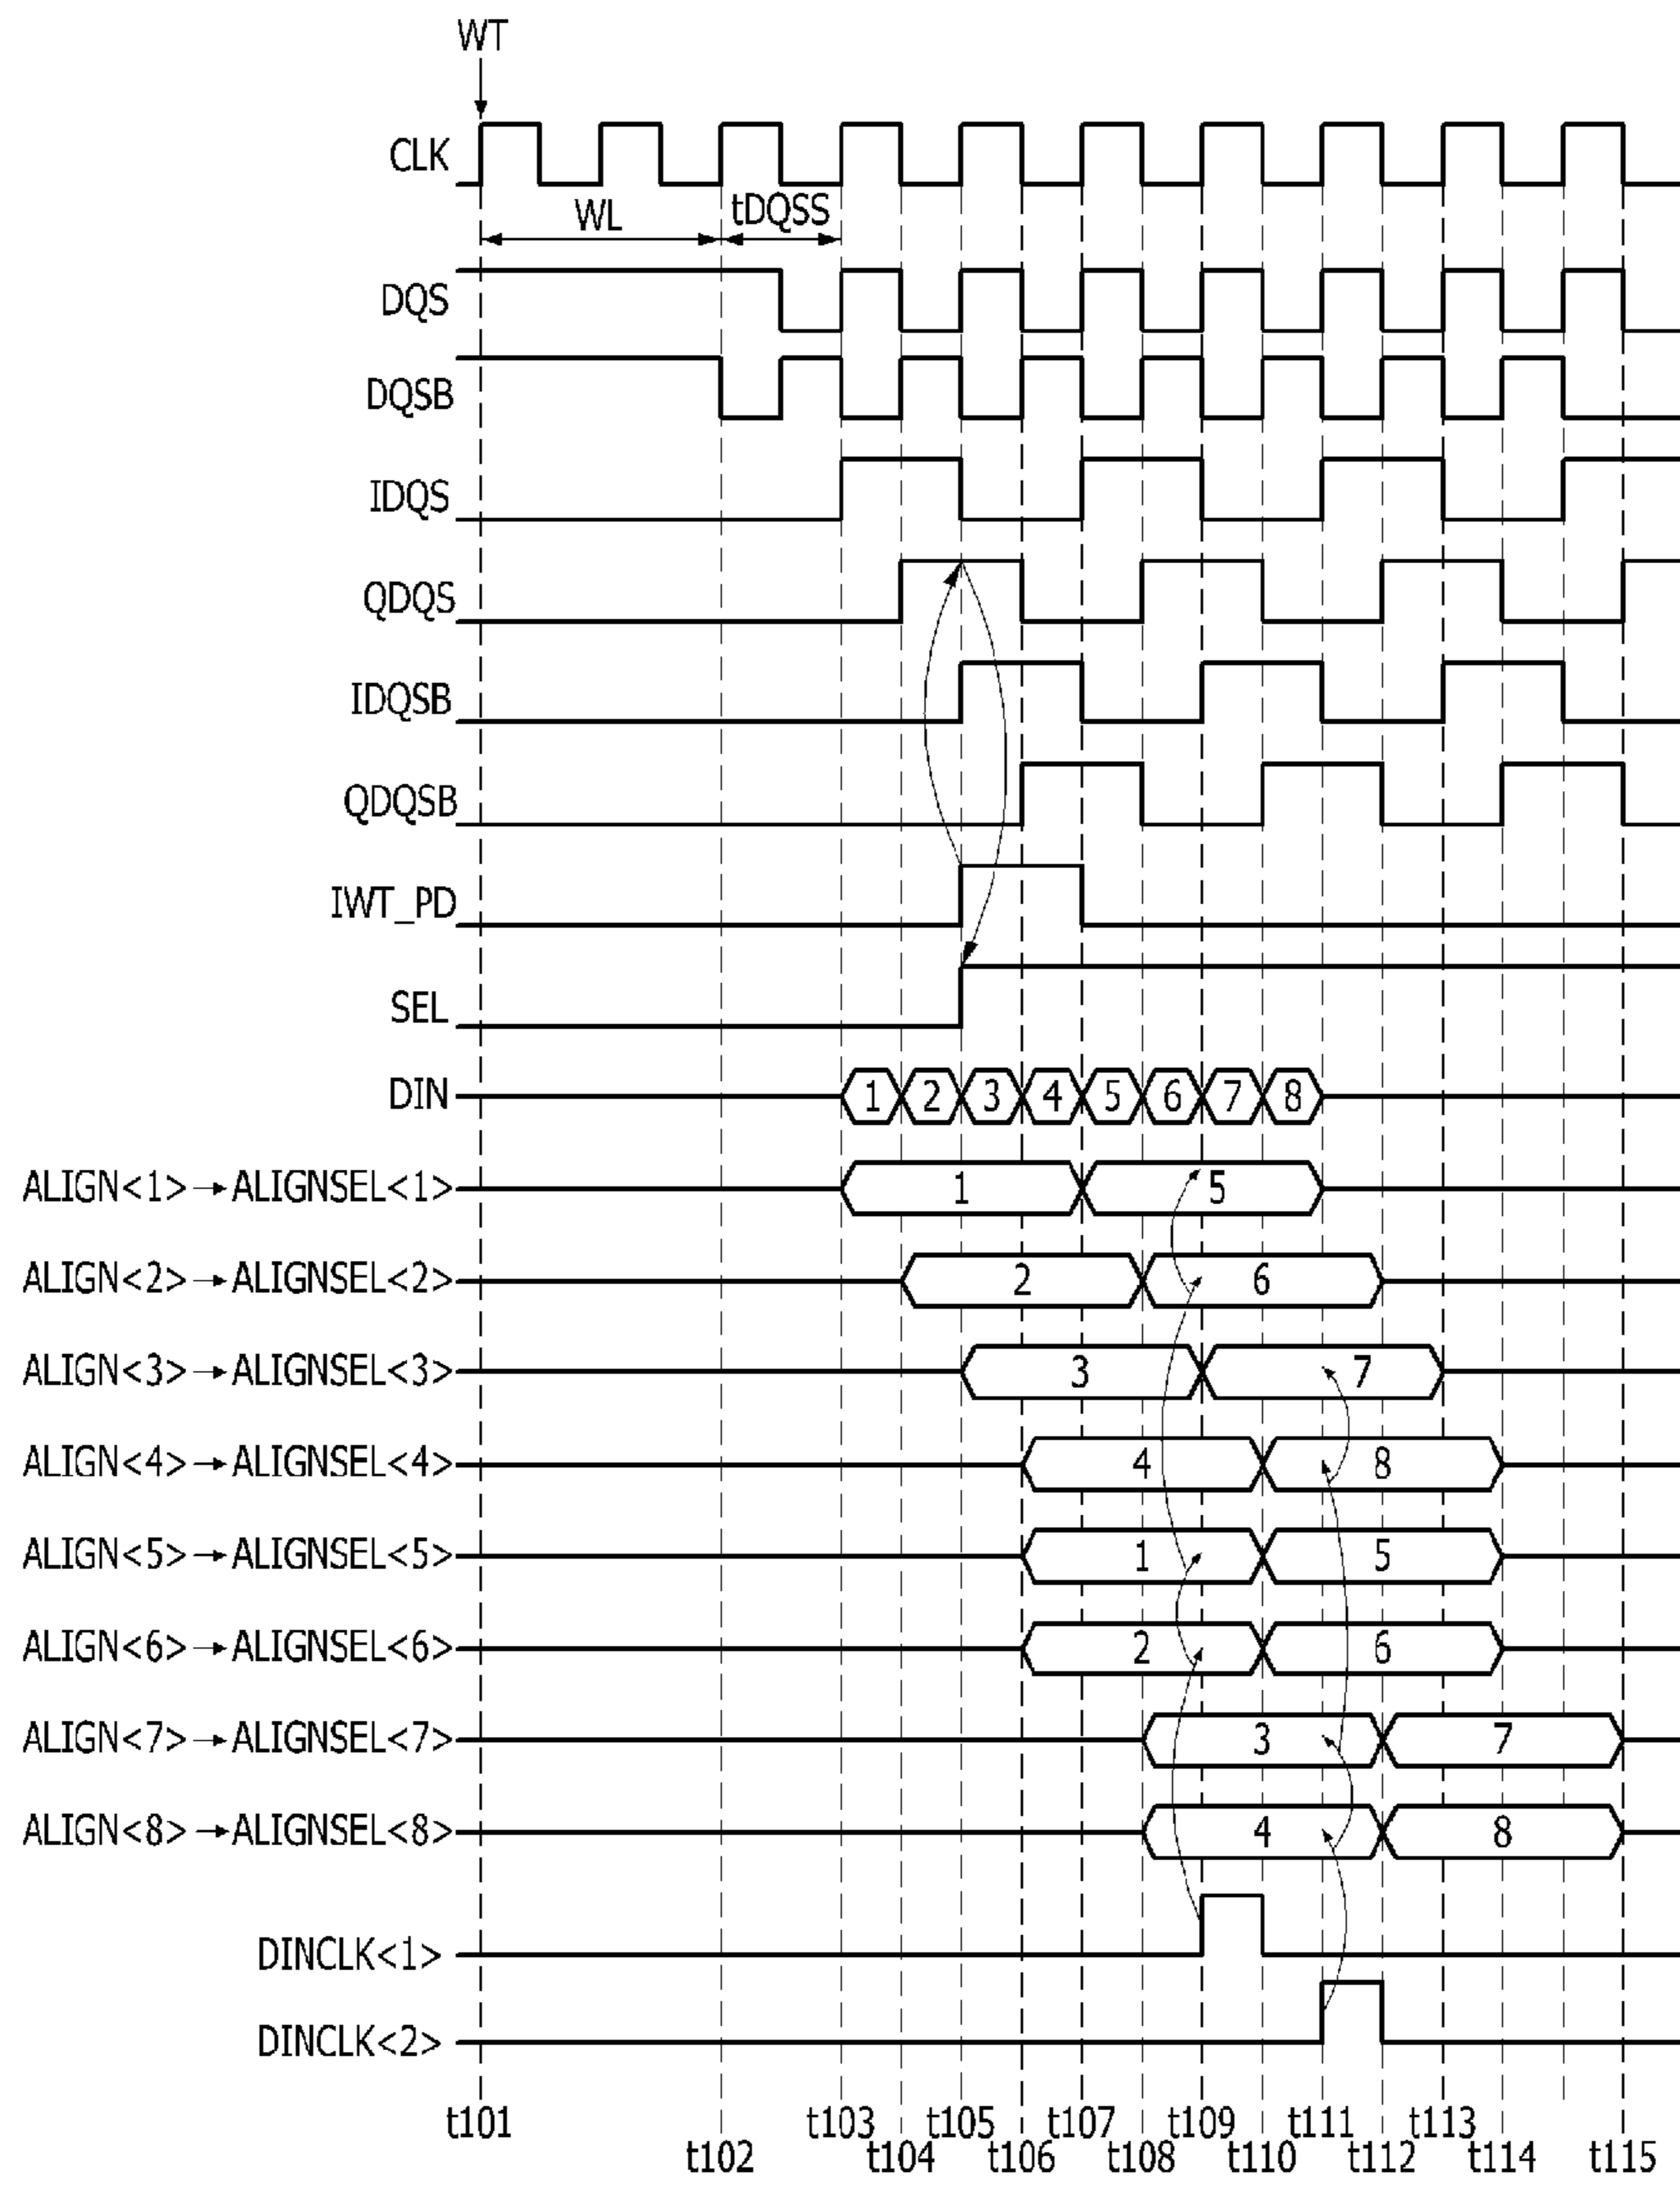 WT
CLK
WL
tDQSS
DQS
DQSB
IDQS
QDQS
IDQSB
QDQSB
IWT_PD
SEL
DIN 1 2 3 4 5 6 7 8
ALIGN<1>→ALIGNSEL<1> 1 5
ALIGN<2>→ALIGNSEL<2> 2 6
ALIGN<3>→ALIGNSEL<3> 3 7
ALIGN<4>→ALIGNSEL<4> 4 8
ALIGN<5>→ALIGNSEL<5> 1 5
ALIGN<6>→ALIGNSEL<6> 2 6
ALIGN<7>→ALIGNSEL<7> 3 7
ALIGN<8>→ALIGNSEL<8> 4 8
DINCLK<1>
DINCLK<2>
t101 t103 t105 t107 t109 t111 t113
t102 t104 t106 t108 t110 t112 t114 t115